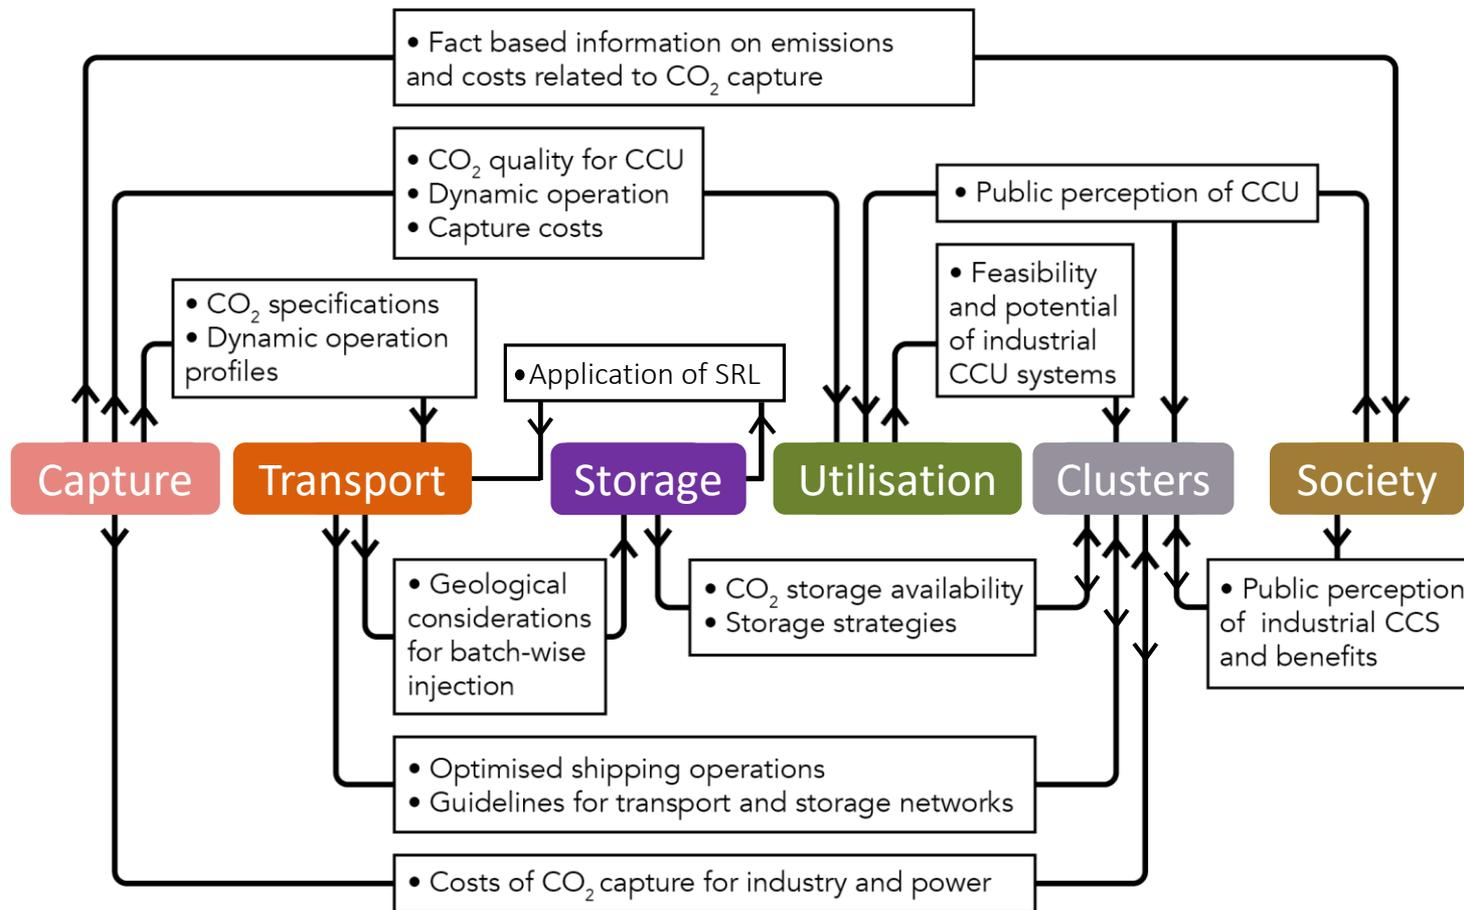 • Fact based information on emissions
and costs related to CO₂ capture
• CO₂ quality for CCU
• Dynamic operation
• Capture costs
• Public perception of CCU
• CO₂ specifications
• Dynamic operation
profiles
• Feasibility
and potential
of industrial
CCU systems
• Application of SRL
Capture
Transport
Storage
Utilisation
Clusters
Society
• Geological
considerations
for batch-wise
injection
• CO₂ storage availability
• Storage strategies
• Public perception
of industrial CCS
and benefits
• Optimised shipping operations
• Guidelines for transport and storage networks
• Costs of CO₂ capture for industry and power